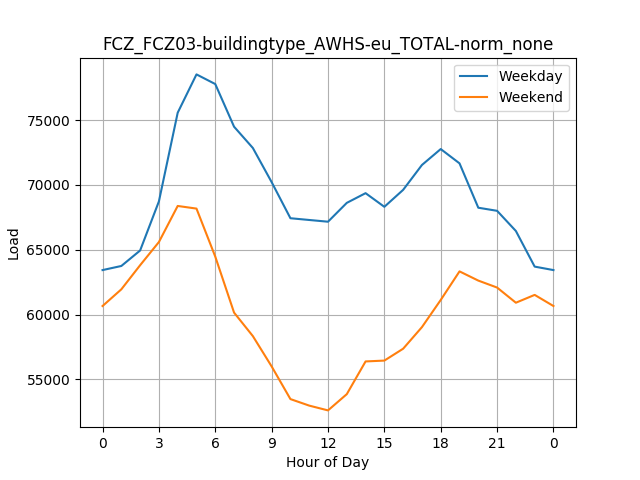 FCZ_FCZ03-buildingtype_AWHS-eu_TOTAL-norm_none
Weekday
Weekend
75000
70000
65000
60000
55000
Load
0 3 6 9 12 15 18 21 0
Hour of Day